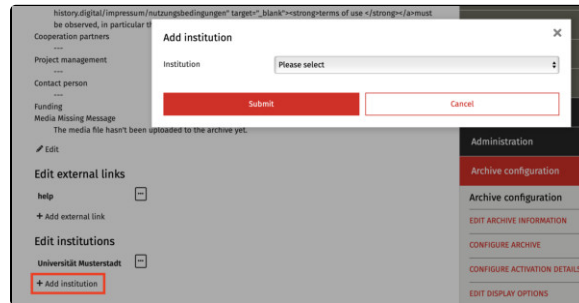 history.digital/impressum/nutzungsbedingungen" target="_blank"><strong>terms of use </strong></a>must
be observed, in particular th
Cooperation partners
---
Project management
---
Contact person
---
Funding
Media Missing Message
The media file hasn't been uploaded to the archive yet.
Edit
Edit external links
help
+ Add external link
Edit institutions
Universität Musterstadt
+ Add institution
Add institution
×
Institution
Please select
Submit
Cancel
Administration
Archive configuration
Archive configuration
EDIT ARCHIVE INFORMATION
CONFIGURE ARCHIVE
CONFIGURE ACTIVATION DETAILS
EDIT DISPLAY OPTIONS